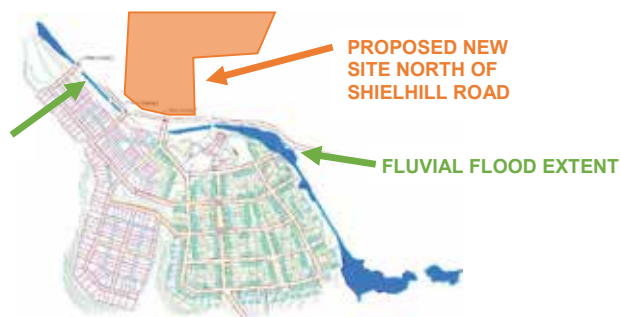 PROPOSED NEW
SITE NORTH OF
SHIELHILL ROAD
FLUVIAL FLOOD EXTENT